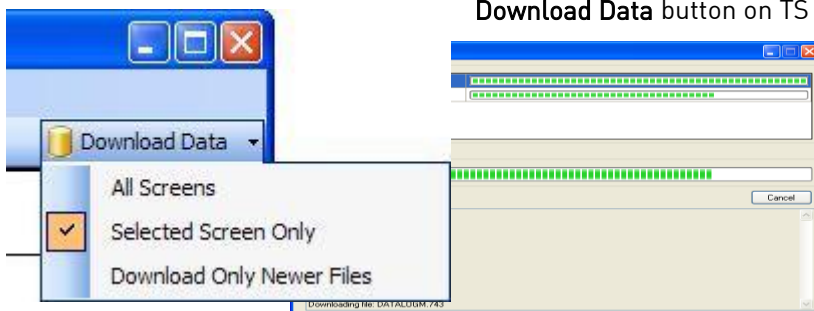 Download Data button on TS
Download Data
All Screens
Selected Screen Only
Download Only Newer Files
Cancel
Downloading file: DATALOGM.743